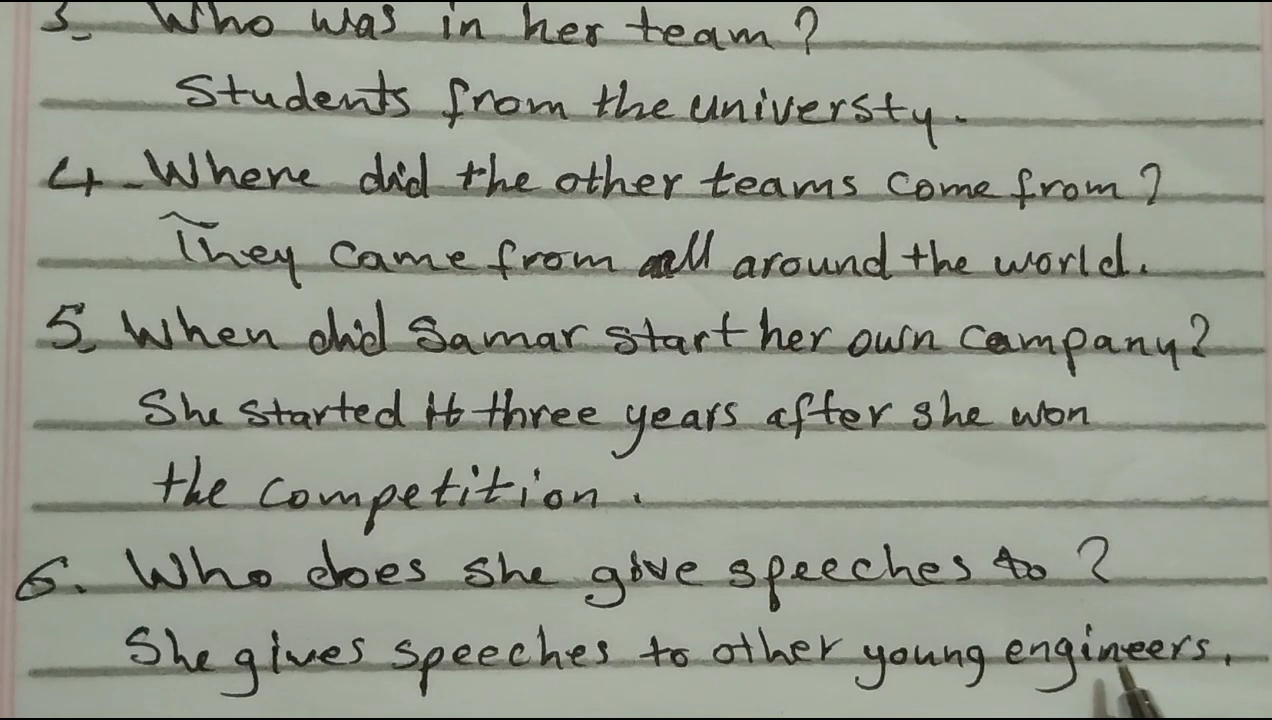 3. Who was in her team?
Students from the universty.
4. Where did the other teams come from?
They came from all around the world.
5. When did Samar start her own campany?
She started it three years after she won
the competition.
6. Who does she give speeches to?
She gives speeches to other young engineers.